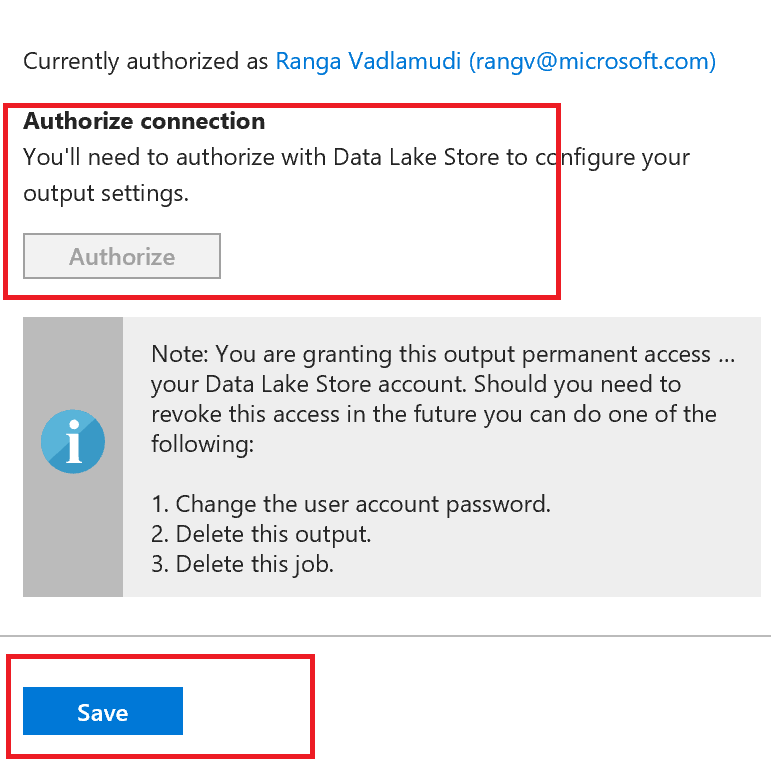 Currently authorized as Ranga Vadlamudi (rangv@microsoft.com)
Authorize connection
You'll need to authorize with Data Lake Store to configure your
output settings.
Authorize
Note: You are granting this output permanent access ...
your Data Lake Store account. Should you need to
revoke this access in the future you can do one of the
following:
1. Change the user account password.
2. Delete this output.
3. Delete this job.
Save